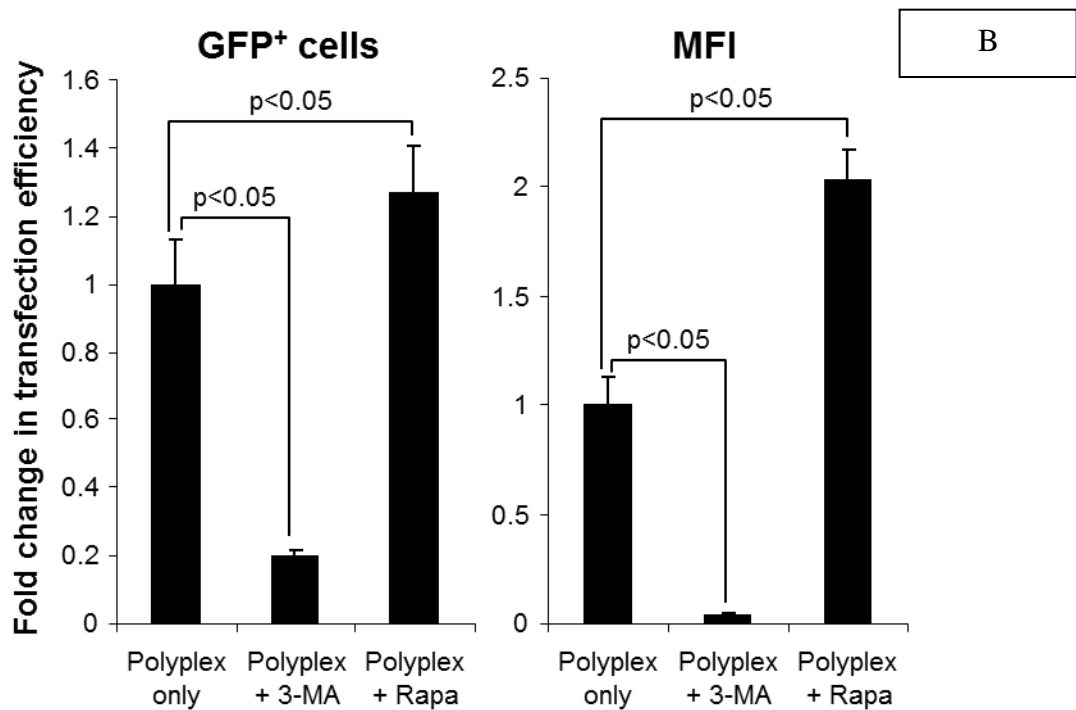 GFP⁺ cells
MFI
B
Fold change in transfection efficiency
1.6
1.4
1.2
1
0.8
0.6
0.4
0.2
0
p<0.05
p<0.05
Polyplex only
Polyplex + 3-MA
Polyplex + Rapa
2.5
2
1.5
1
0.5
0
p<0.05
p<0.05
Polyplex only
Polyplex + 3-MA
Polyplex + Rapa